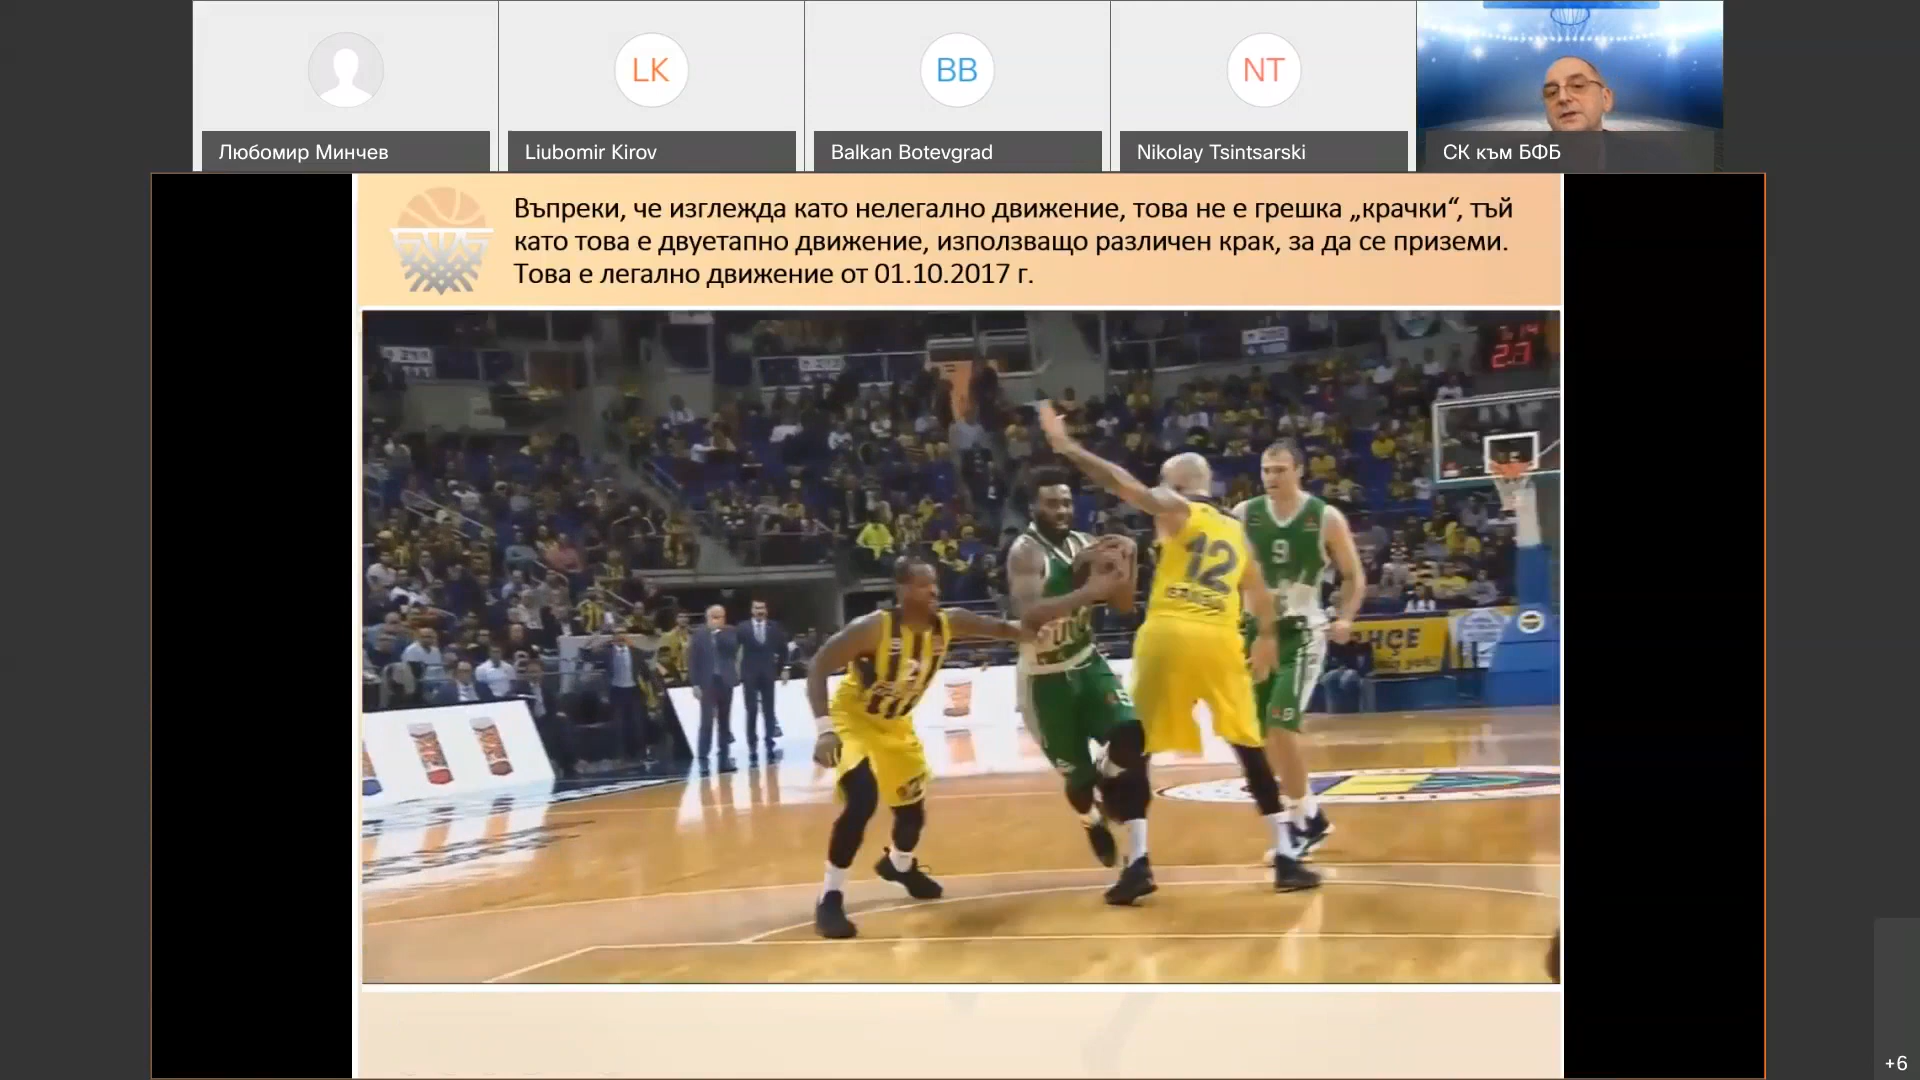 Любомир Минчев
LK
Liubomir Kirov
BB
Balkan Botevgrad
NT
Nikolay Tsintsarski
СК към БФБ
Въпреки, че изглежда като нелегално движение, това не е грешка „крачки“, тъй
като това е двуетапно движение, използващо различен крак, за да се приземи.
Това е легално движение от 01.10.2017 г.
12
9
+6